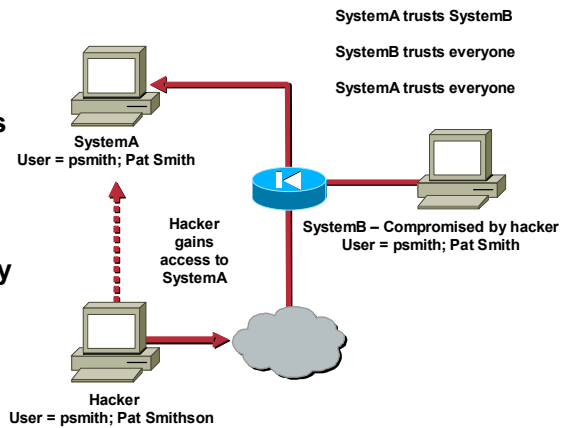 SystemA trusts SystemB
SystemB trusts everyone
SystemA trusts everyone
s
SystemA
User = psmith; Pat Smith
Hacker
gains
access to
SystemA
SystemB – Compromised by hacker
User = psmith; Pat Smith
y
Hacker
User = psmith; Pat Smithson